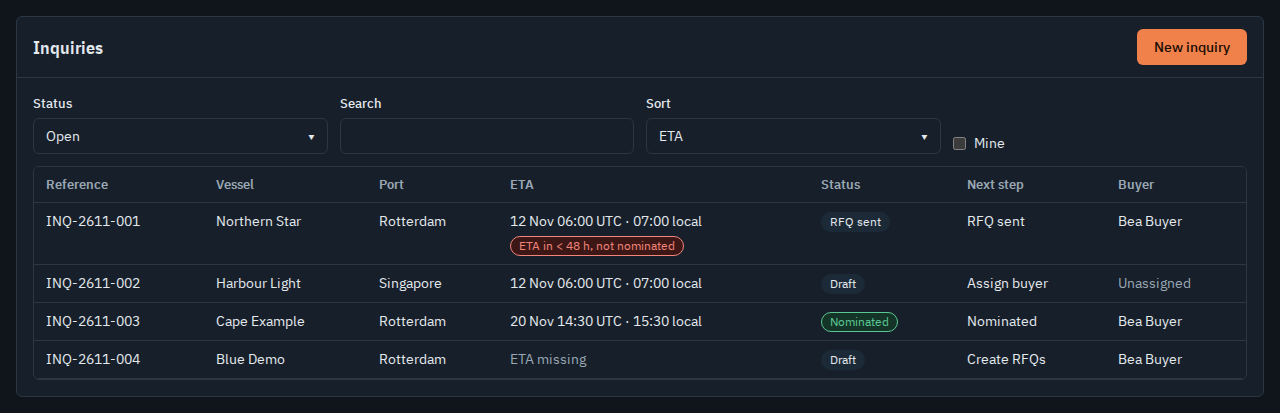 Inquiries
New inquiry
Status Search Sort
Open ETA Mine
Reference Vessel Port ETA Status Next step Buyer
INQ-2611-001 Northern Star Rotterdam 12 Nov 06:00 UTC · 07:00 local RFQ sent RFQ sent Bea Buyer
ETA in < 48 h, not nominated
INQ-2611-002 Harbour Light Singapore 12 Nov 06:00 UTC · 07:00 local Draft Assign buyer Unassigned
INQ-2611-003 Cape Example Rotterdam 20 Nov 14:30 UTC · 15:30 local Nominated Nominated Bea Buyer
INQ-2611-004 Blue Demo Rotterdam ETA missing Draft Create RFQs Bea Buyer